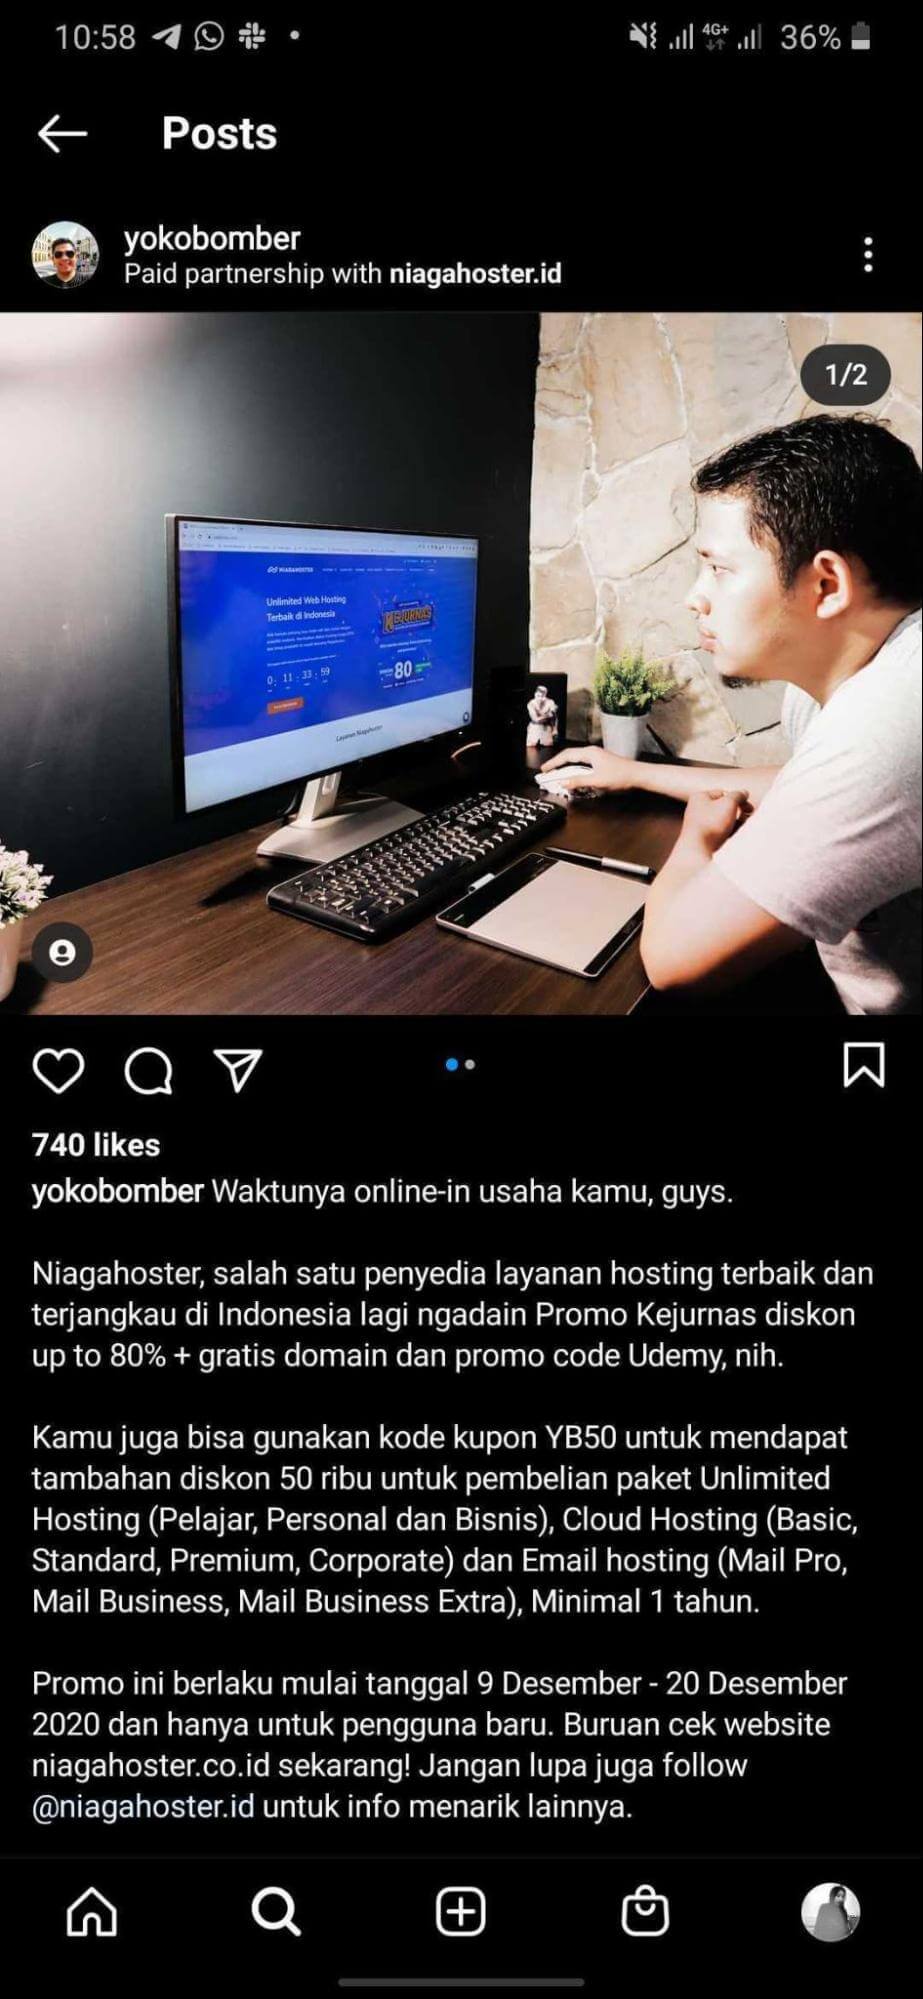 10:58
4G+
36%
Posts
yokobomber
Paid partnership with niagahoster.id
1/2
NIAGAHOSTER
Unlimited Web Hosting
Terbaik di Indonesia
KEJURNAS
0 : 11 : 33 : 59
80
Layanan Niagahoster
740 likes
yokobomber Waktunya online-in usaha kamu, guys.
Niagahoster, salah satu penyedia layanan hosting terbaik dan
terjangkau di Indonesia lagi ngadain Promo Kejurnas diskon
up to 80% + gratis domain dan promo code Udemy, nih.
Kamu juga bisa gunakan kode kupon YB50 untuk mendapat
tambahan diskon 50 ribu untuk pembelian paket Unlimited
Hosting (Pelajar, Personal dan Bisnis), Cloud Hosting (Basic,
Standard, Premium, Corporate) dan Email hosting (Mail Pro,
Mail Business, Mail Business Extra), Minimal 1 tahun.
Promo ini berlaku mulai tanggal 9 Desember - 20 Desember
2020 dan hanya untuk pengguna baru. Buruan cek website
niagahoster.co.id sekarang! Jangan lupa juga follow
@niagahoster.id untuk info menarik lainnya.